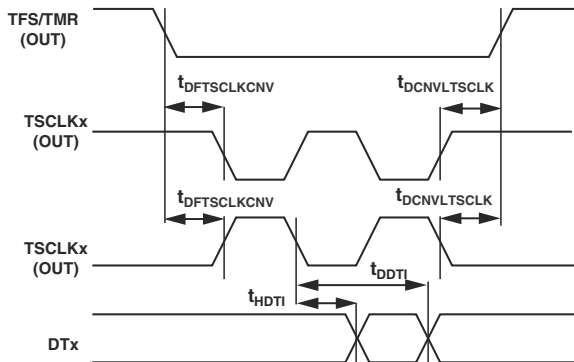 TFS/TMR
(OUT)
tDFTSCLKCNV
tDCNVLTSCLK
TSCLKx
(OUT)
tDFTSCLKCNV
tDCNVLTSCLK
TSCLKx
(OUT)
tDDTI
tHDTI
DTx